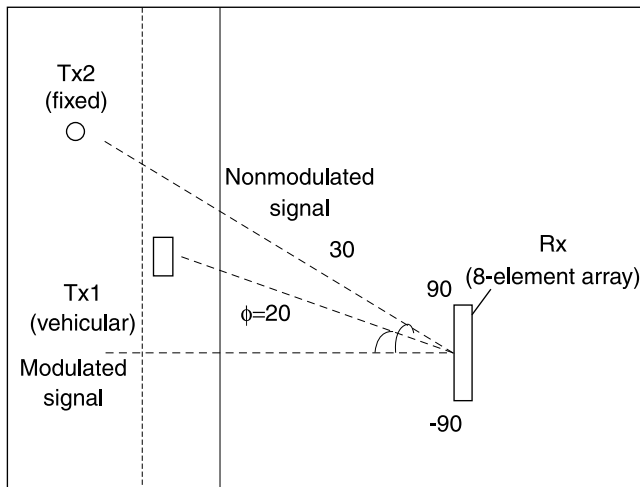 Tx2
(fixed)
Nonmodulated
signal
30
Rx
(8-element array)
90
Tx1
(vehicular)
ϕ=20
Modulated
signal
-90